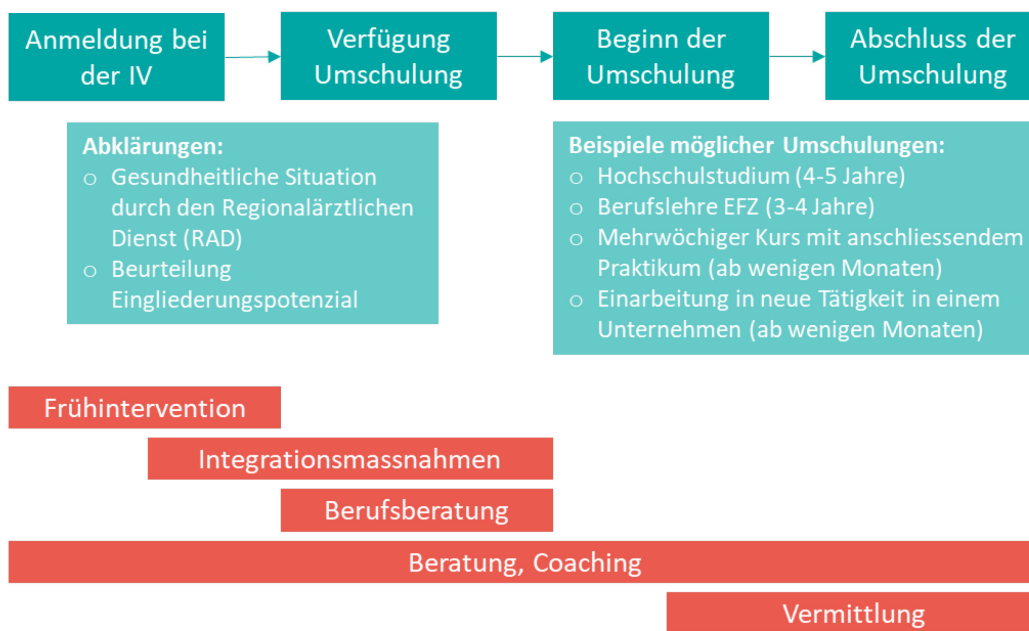 Anmeldung bei
der IV
Verfügung
Umschulung
Beginn der
Umschulung
Abschluss der
Umschulung
Abklärungen:
o Gesundheitliche Situation
durch den Regionalärztlichen
Dienst (RAD)
o Beurteilung
Eingliederungspotenzial
Beispiele möglicher Umschulungen:
o Hochschulstudium (4-5 Jahre)
o Berufslehre EFZ (3-4 Jahre)
o Mehrwöchiger Kurs mit anschliessendem
Praktikum (ab wenigen Monaten)
o Einarbeitung in neue Tätigkeit in einem
Unternehmen (ab wenigen Monaten)
Frühintervention
Integrationsmassnahmen
Berufsberatung
Beratung, Coaching
Vermittlung